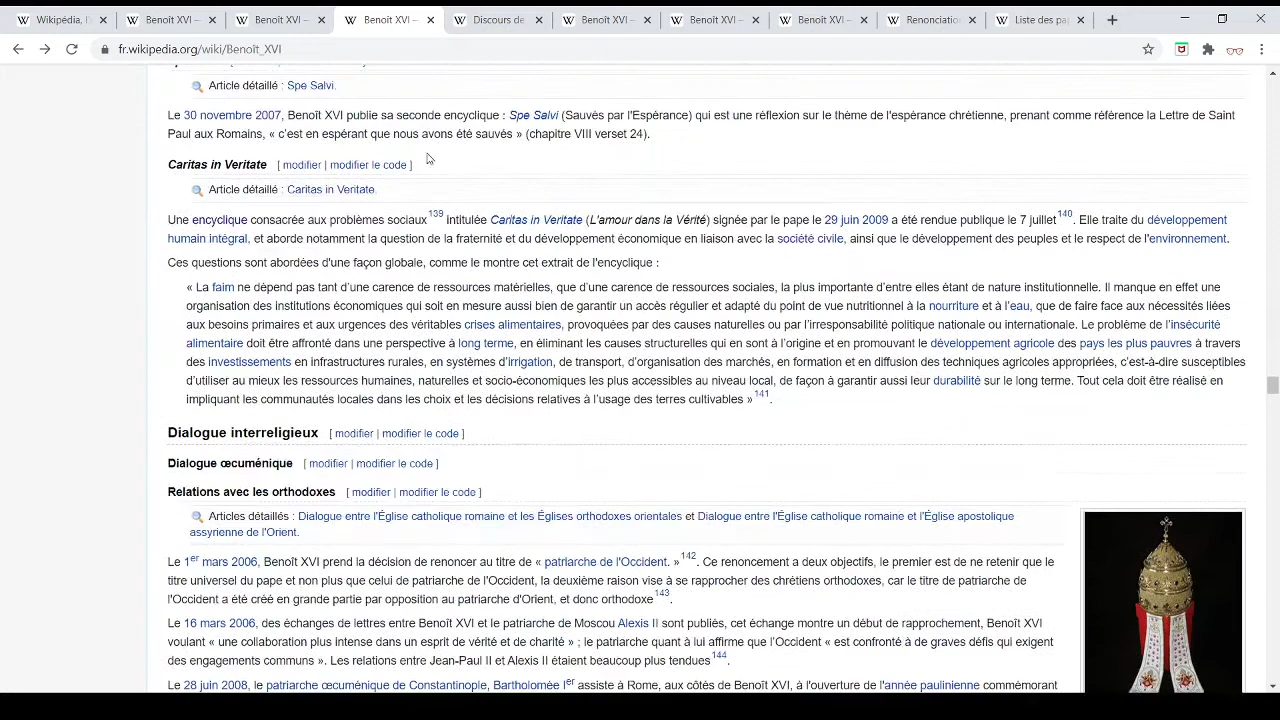 Wikipédia, l'
Benoît XVI –
Benoît XVI –
Benoît XVI –
Discours de
Benoît XVI –
Benoît XVI –
Benoît XVI –
Renonciation
Liste des pa
fr.wikipedia.org/wiki/Benoît_XVI
Article détaillé : Spe Salvi.
Le 30 novembre 2007, Benoît XVI publie sa seconde encyclique : Spe Salvi (Sauvés par l'Espérance) qui est une réflexion sur le thème de l'espérance chrétienne, prenant comme référence la Lettre de Saint
Paul aux Romains, « c'est en espérant que nous avons été sauvés » (chapitre VIII verset 24).
Caritas in Veritate [ modifier | modifier le code ]
Article détaillé : Caritas in Veritate.
Une encyclique consacrée aux problèmes sociaux139 Intitulée Caritas in Veritate (L'amour dans la Vérité) signée par le pape le 29 juin 2009 a été rendue publique le 7 juillet140. Elle traite du développement
humain intégral, et aborde notamment la question de la fraternité et du développement économique en liaison avec la société civile, ainsi que le développement des peuples et le respect de l'environnement.
Ces questions sont abordées d'une façon globale, comme le montre cet extrait de l'encyclique :
« La faim ne dépend pas tant d'une carence de ressources matérielles, que d'une carence de ressources sociales, la plus importante d'entre elles étant de nature institutionnelle. Il manque en effet une
organisation des institutions économiques qui soit en mesure aussi bien de garantir un accès régulier et adapté du point de vue nutritionnel à la nourriture et à l'eau, que de faire face aux nécessités liées
aux besoins primaires et aux urgences des véritables crises alimentaires, provoquées par des causes naturelles ou par l'irresponsabilité politique nationale ou internationale. Le problème de l'insécurité
alimentaire doit être affronté dans une perspective à long terme, en éliminant les causes structurelles qui en sont à l'origine et en promouvant le développement agricole des pays les plus pauvres à travers
des investissements en infrastructures rurales, en systèmes d'irrigation, de transport, d'organisation des marchés, en formation et en diffusion des techniques agricoles appropriées, c'est-à-dire susceptibles
d'utiliser au mieux les ressources humaines, naturelles et socio-économiques les plus accessibles au niveau local, de façon à garantir aussi leur durabilité sur le long terme. Tout cela doit être réalisé en
impliquant les communautés locales dans les choix et les décisions relatives à l'usage des terres cultivables »141.
Dialogue interreligieux [ modifier | modifier le code ]
Dialogue œcuménique [ modifier | modifier le code ]
Relations avec les orthodoxes [ modifier | modifier le code ]
Articles détaillés : Dialogue entre l'Église catholique romaine et les Églises orthodoxes orientales et Dialogue entre l'Église catholique romaine et l'Église apostolique
assyrienne de l'Orient.
Le 1er mars 2006, Benoît XVI prend la décision de renoncer au titre de « patriarche de l'Occident. »142. Ce renoncement a deux objectifs, le premier est de ne retenir que le
titre universel du pape et non plus que celui de patriarche de l'Occident, la deuxième raison vise à se rapprocher des chrétiens orthodoxes, car le titre de patriarche de
l'Occident a été créé en grande partie par opposition au patriarche d'Orient, et donc orthodoxe143.
Le 16 mars 2006, des échanges de lettres entre Benoît XVI et le patriarche de Moscou Alexis II sont publiés, cet échange montre un début de rapprochement, Benoît XVI
voulant « une collaboration plus intense dans un esprit de vérité et de charité » ; le patriarche quant à lui affirme que l'Occident « est confronté à de graves défis qui exigent
des engagements communs ». Les relations entre Jean-Paul II et Alexis II étaient beaucoup plus tendues144.
Le 28 juin 2008, le patriarche œcuménique de Constantinople, Bartholomée Ier assiste à Rome, aux côtés de Benoît XVI, à l'ouverture de l'année paulinienne commémorant